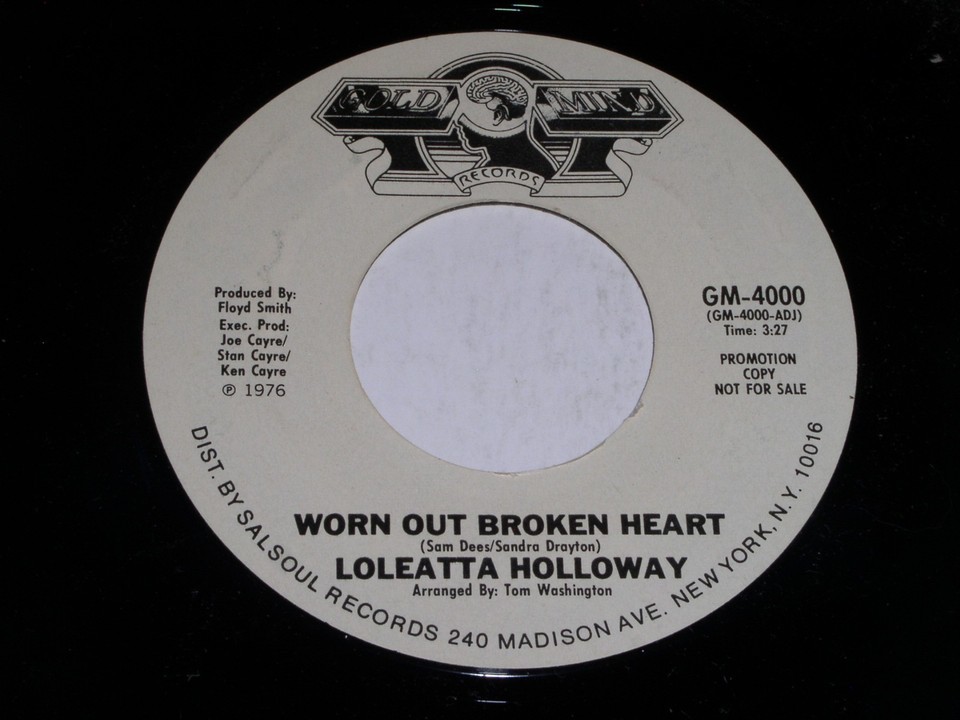 GOLD MIND
RECORDS
Produced By:
Floyd Smith
Exec. Prod:
Joe Cayre/
Stan Cayre/
Ken Cayre
℗ 1976
GM-4000
(GM-4000-ADJ)
Time: 3:27
PROMOTION
COPY
NOT FOR SALE
WORN OUT BROKEN HEART
(Sam Dees/Sandra Drayton)
LOLEATTA HOLLOWAY
Arranged By: Tom Washington
DIST. BY SALSOUL RECORDS 240 MADISON AVE. NEW YORK, N.Y. 10016